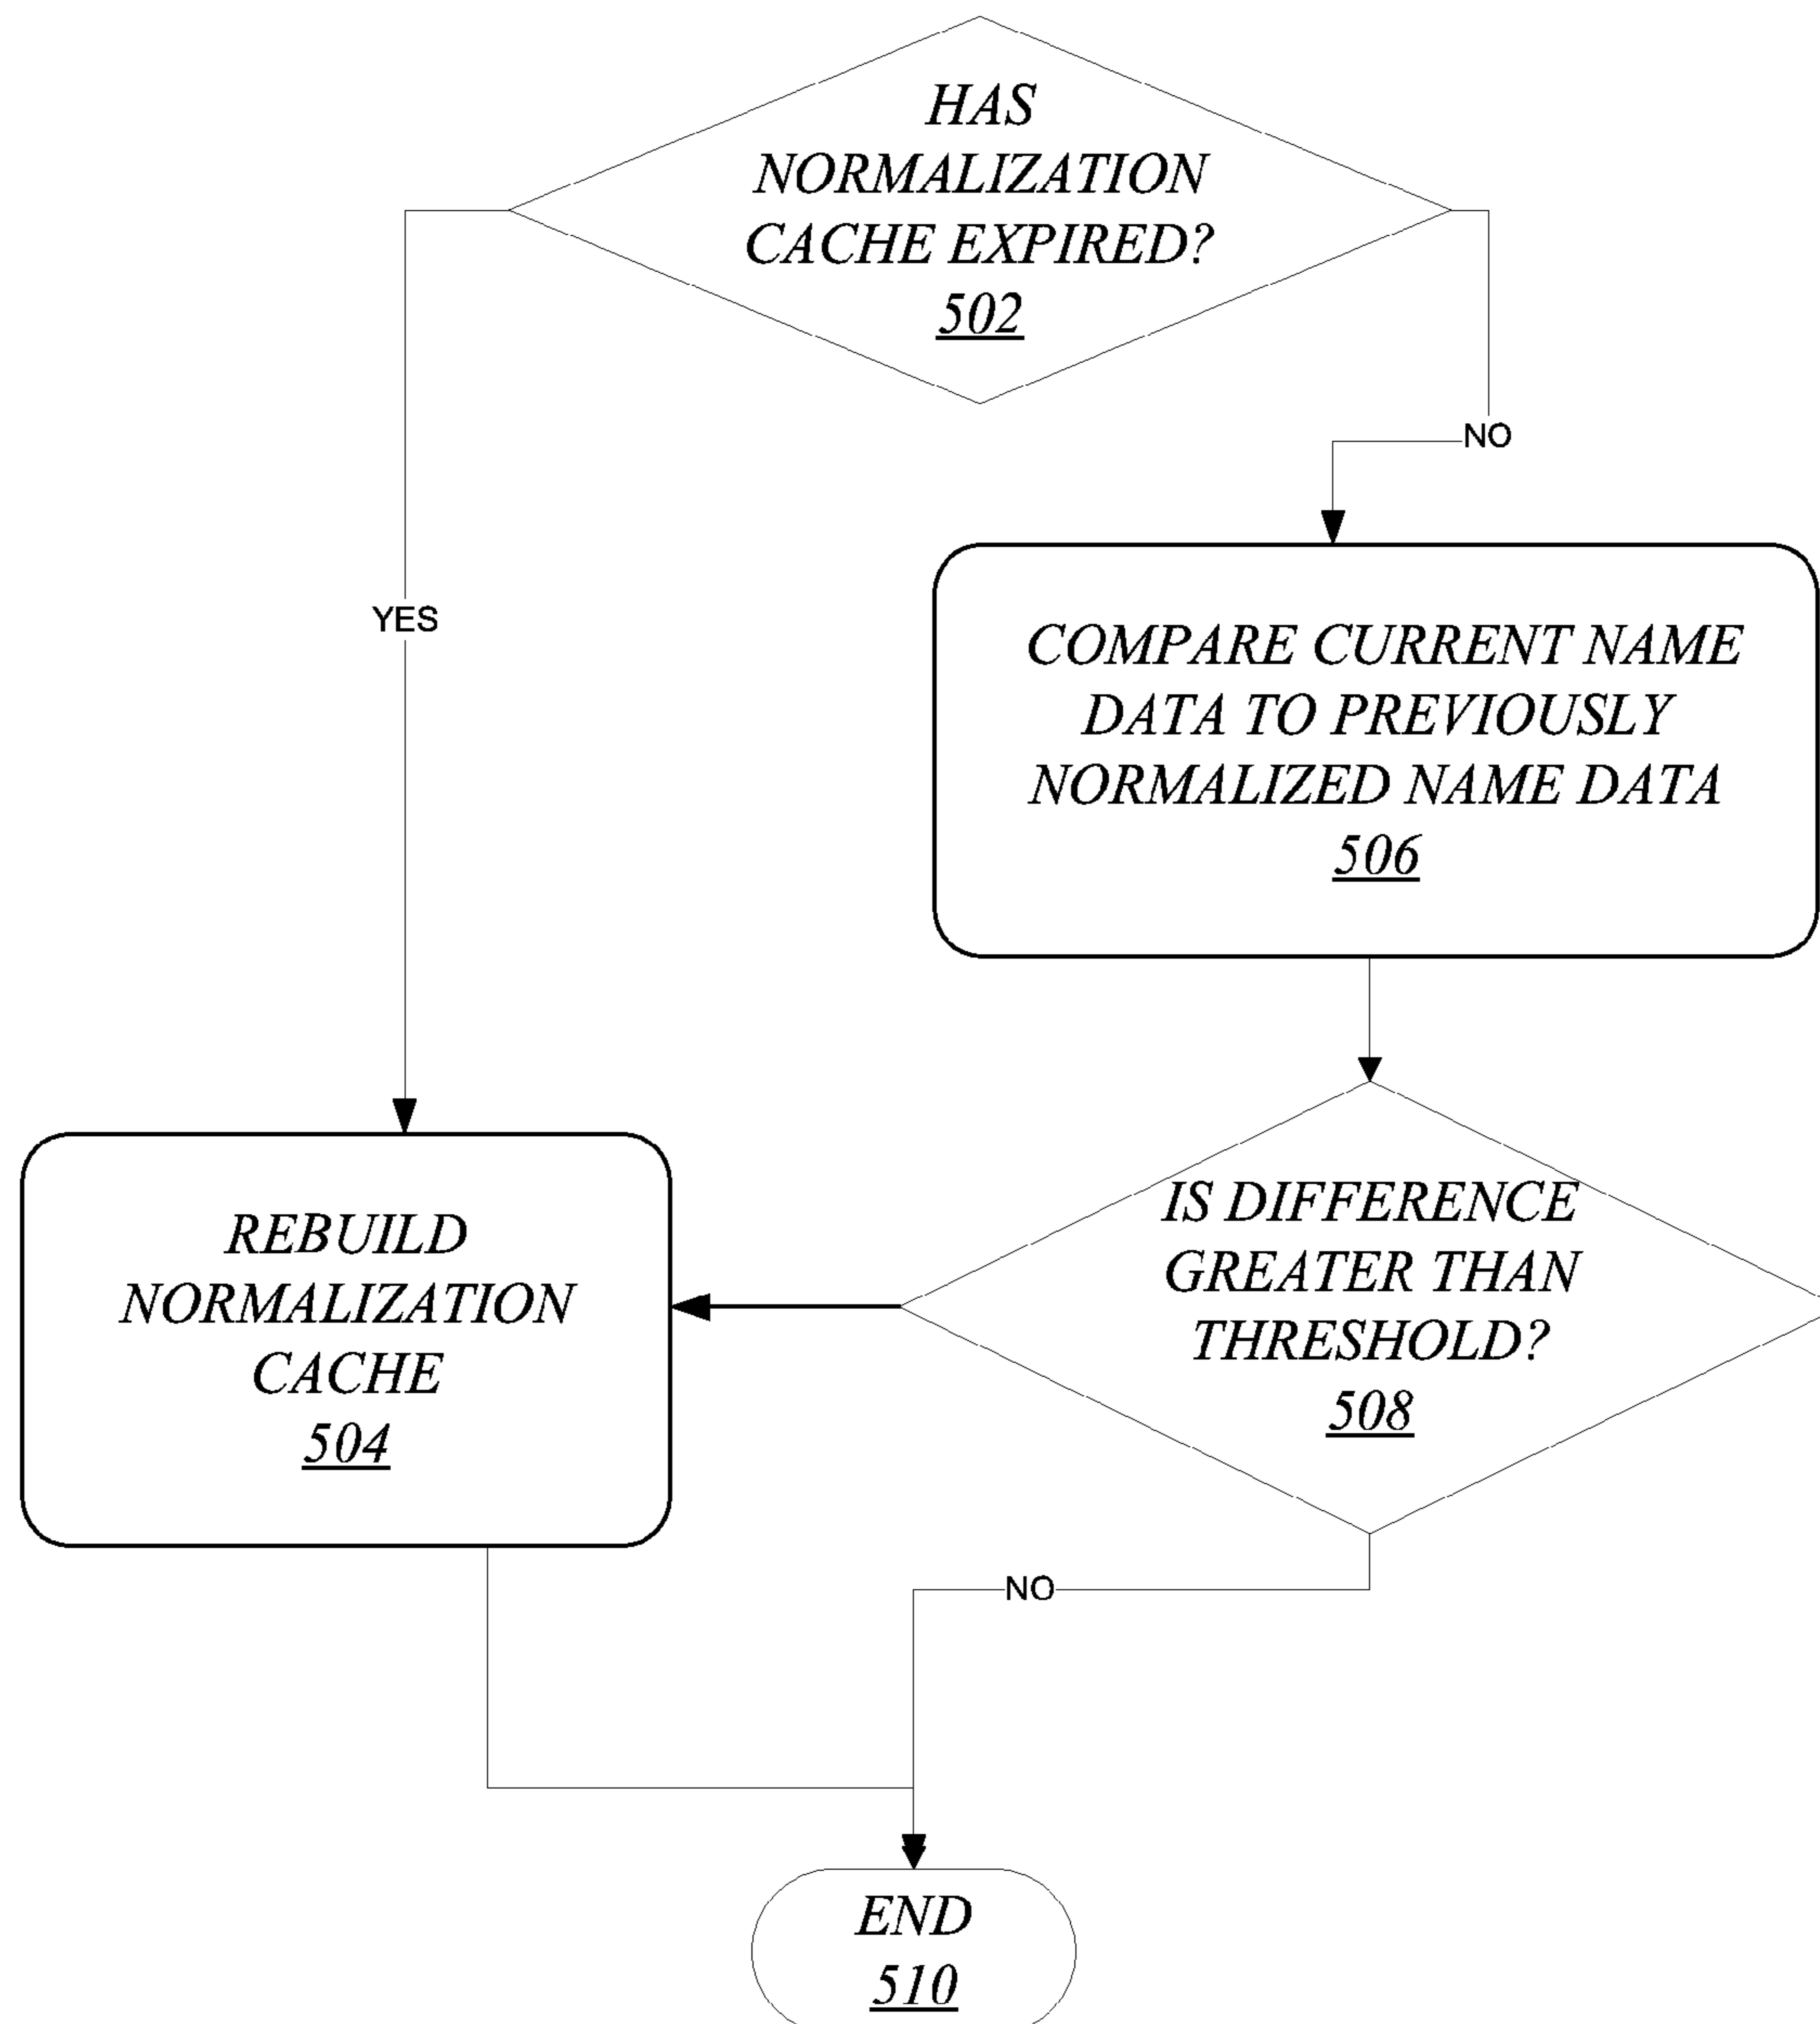 HAS
NORMALIZATION
CACHE EXPIRED?
502
NO
YES
COMPARE CURRENT NAME
DATA TO PREVIOUSLY
NORMALIZED NAME DATA
506
IS DIFFERENCE
GREATER THAN
THRESHOLD?
508
REBUILD
NORMALIZATION
CACHE
504
NO
END
510